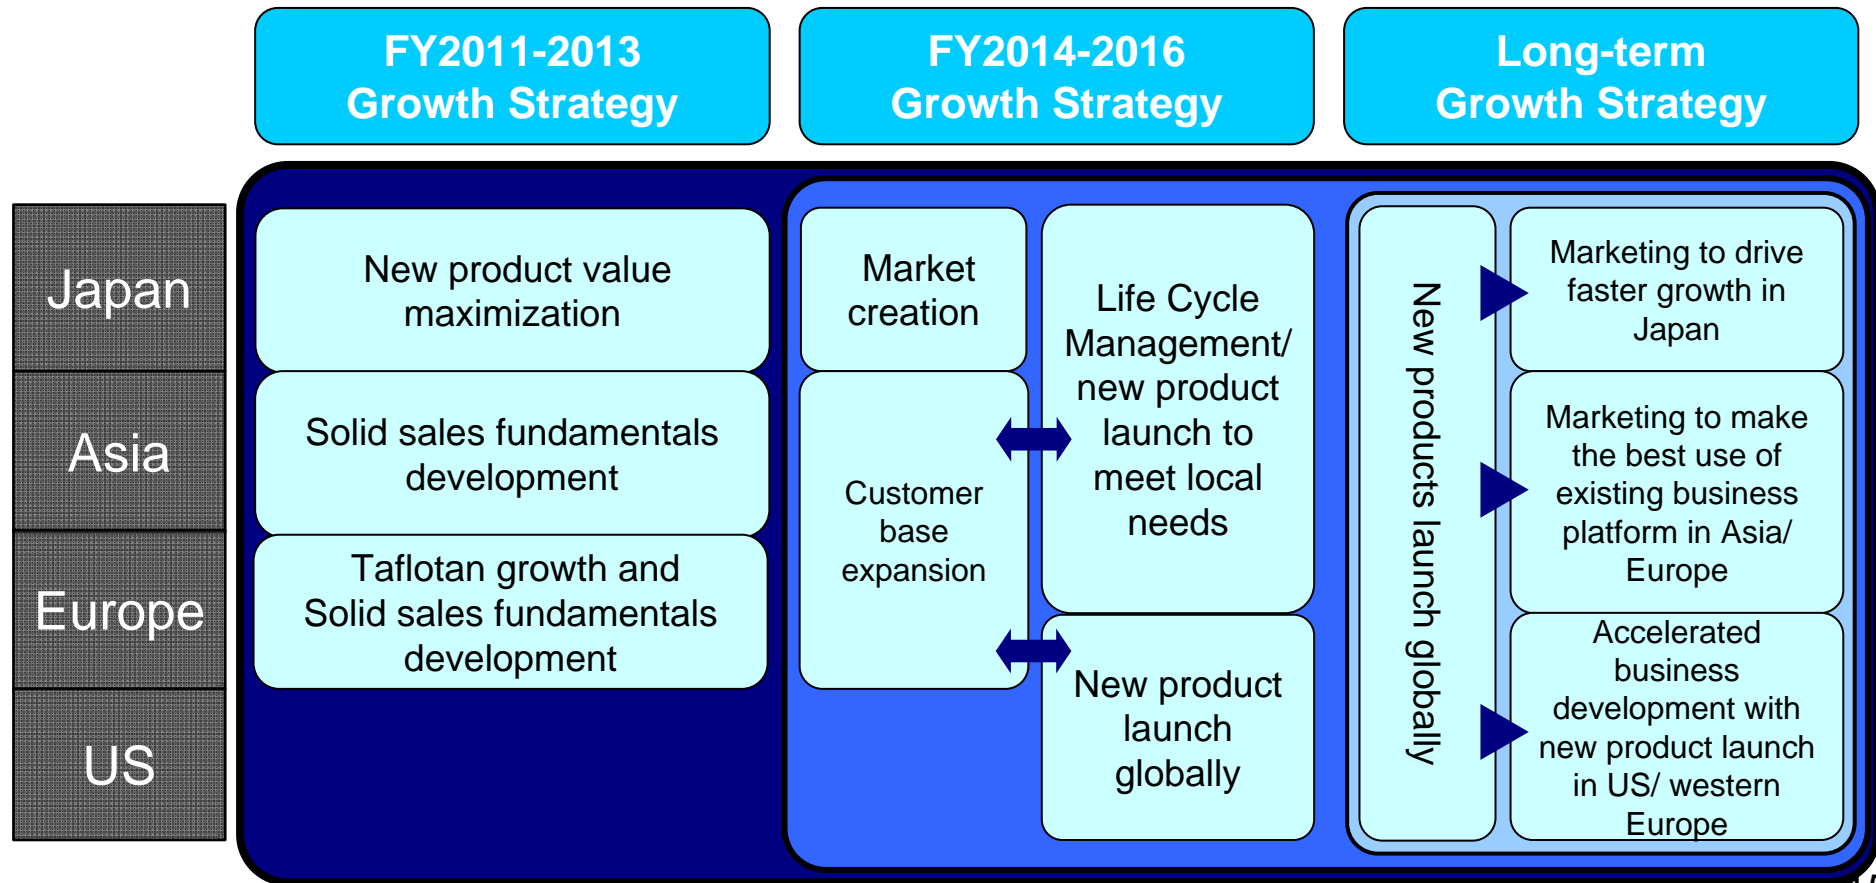 FY2011-2013
Growth Strategy
FY2014-2016
Growth Strategy
Long-term
Growth Strategy
Japan
Asia
Europe
US
New product value
maximization
Solid sales fundamentals
development
Taflotan growth and
Solid sales fundamentals
development
Market
creation
Customer
base
expansion
Life Cycle
Management/
new product
launch to
meet local
needs
New product
launch
globally
New products launch globally
Marketing to drive
faster growth in
Japan
Marketing to make
the best use of
existing business
platform in Asia/
Europe
Accelerated
business
development with
new product launch
in US/ western
Europe